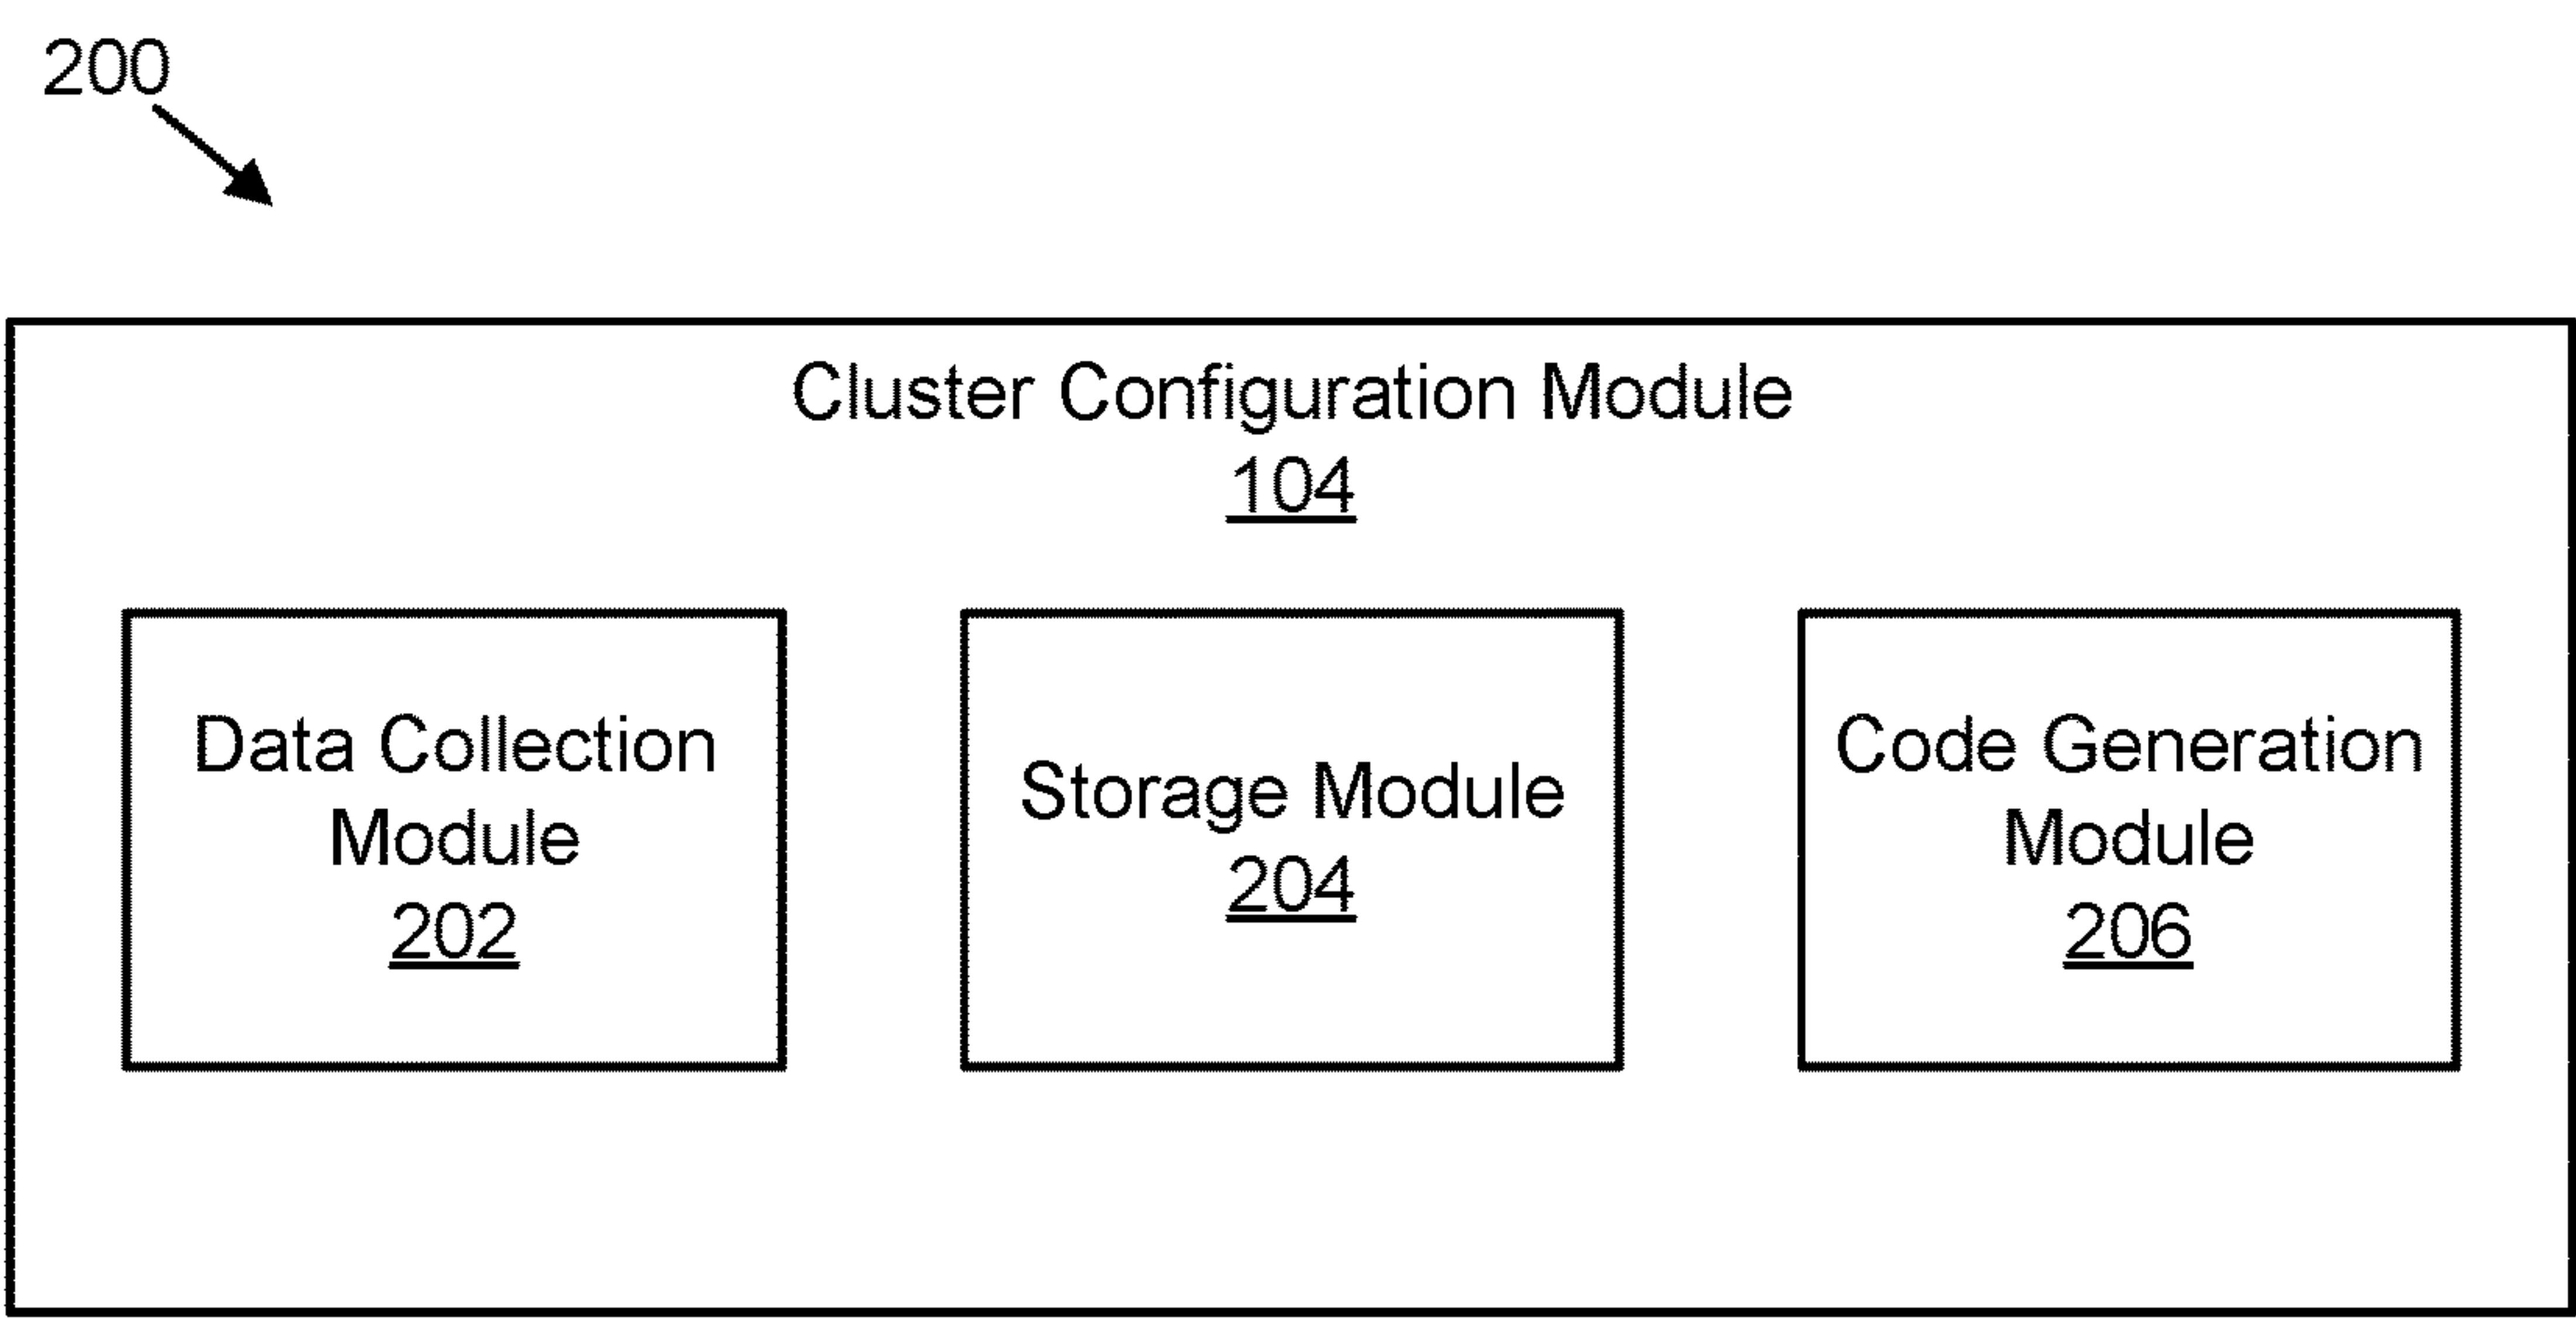 200
Cluster Configuration Module
104
Data Collection
Module
202
Storage Module
204
Code Generation
Module
206